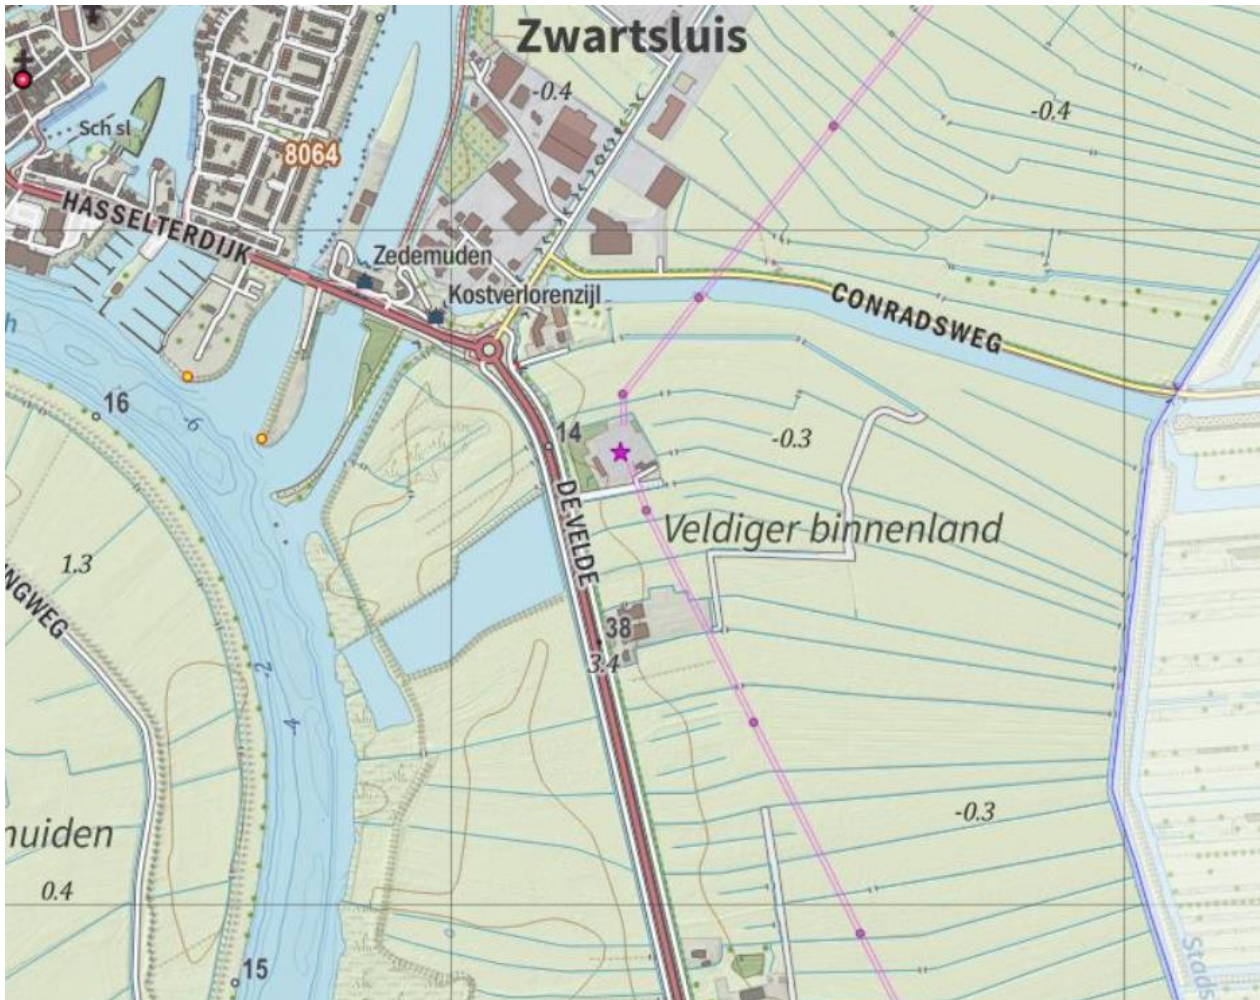 Zwartsluis
-0.4
-0.4
Sch sl
8064
HASSELTERDIJK
Zedemuden
Kostverlorenzijl
CONRADSWEG
16
6
14
-0.3
DE VELDE
Veldiger binnenland
1.3
NGWEG
38
3.4
2
4
-0.3
nuiden
0.4
15
Stads